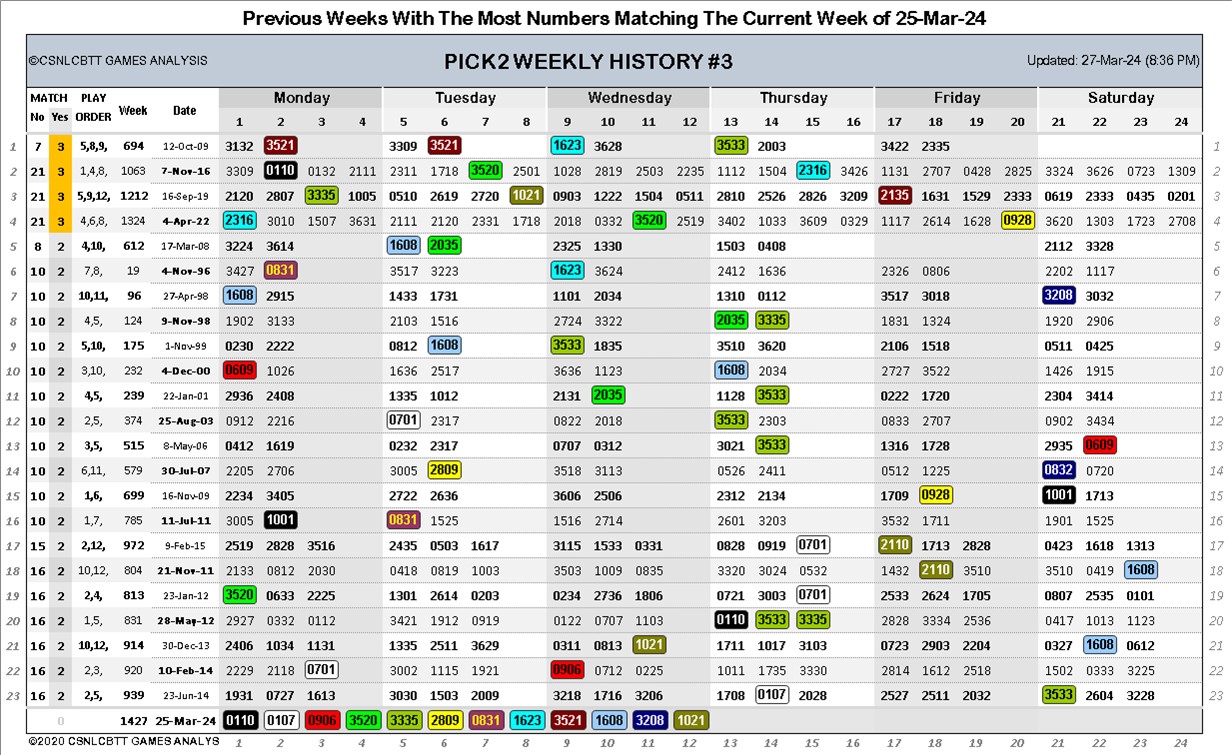 Previous Weeks With The Most Numbers Matching The Current Week of 25-Mar-24
©CSNLCBTT GAMES ANALYSIS PICK2 WEEKLY HISTORY #3 Updated: 27-Mar-24 (8:36 PM)
MATCH PLAY Week Date Monday Tuesday Wednesday Thursday Friday Saturday
No Yes ORDER 1 2 3 4 5 6 7 8 9 10 11 12 13 14 15 16 17 18 19 20 21 22 23 24
1 7 3 5,8,9, 694 12-Oct-09 3132 3521 3309 3521 1623 3628 3533 2003 3422 2335 1
2 21 3 1,4,8, 1063 7-Nov-16 3309 0110 0132 2111 2311 1718 3520 2501 1028 2819 2503 2235 1112 1504 2316 3426 1131 2707 0428 2825 3324 3626 0723 1309 2
3 21 3 5,9,12, 1212 16-Sep-19 2120 2807 3335 1005 0510 2619 2720 1021 0903 1222 1504 0511 2810 2526 2826 3209 2135 1631 1529 2333 0619 2333 0435 0201 3
4 21 3 4,6,8, 1324 4-Apr-22 2316 3010 1507 3631 2111 2120 2331 1718 2018 0332 3520 2519 3402 1033 3609 0329 1117 2614 1628 0928 3620 1303 1723 2708 4
5 8 2 4,10, 612 17-Mar-08 3224 3614 1608 2035 2325 1330 1503 0408 2112 3328 5
6 10 2 7,8, 19 4-Nov-96 3427 0831 3517 3223 1623 3624 2412 1636 2326 0806 2202 1117 6
7 10 2 10,11, 96 27-Apr-98 1608 2915 1433 1731 1101 2034 1310 0112 3517 3018 3208 3032 7
8 10 2 4,5, 124 9-Nov-98 1902 3133 2103 1516 2724 3322 2035 3335 1831 1324 1920 2906 8
9 10 2 5,10, 175 1-Nov-99 0230 2222 0812 1608 3533 1835 3510 3620 2106 1518 0511 0425 9
10 10 2 3,10, 232 4-Dec-00 0609 1026 1636 2517 3636 1123 1608 2034 2727 3522 1426 1915 10
11 10 2 4,5, 239 22-Jan-01 2936 2408 1335 1012 2131 2035 1128 3533 0222 1720 2304 3414 11
12 10 2 2,5, 374 25-Aug-03 0912 2216 0701 2317 0822 2018 3533 2303 0833 2707 0902 3434 12
13 10 2 3,5, 515 8-May-06 0412 1619 0232 2317 0707 0312 3021 3533 1316 1728 2935 0609 13
14 10 2 6,11, 579 30-Jul-07 2205 2706 3005 2809 3518 3113 0526 2411 0512 1225 0832 0720 14
15 10 2 1,6, 699 16-Nov-09 2234 3405 2722 2636 3606 2506 2312 2134 1709 0928 1001 1713 15
16 10 2 1,7, 785 11-Jul-11 3005 1001 0831 1525 1516 2714 2601 3203 3532 1711 1901 1525 16
17 15 2 2,12, 972 9-Feb-15 2519 2828 3516 2435 0503 1617 3115 1533 0331 0828 0919 0701 2110 1713 2828 0423 1618 1313 17
18 16 2 10,12, 804 21-Nov-11 2133 0812 2030 0418 0819 1003 3503 1009 0835 3320 3024 0532 1432 2110 3510 3510 0419 1608 18
19 16 2 2,4, 813 23-Jan-12 3520 0633 2225 1301 2614 0203 0234 2736 1806 0721 3003 0701 2533 2624 1705 0807 2535 0101 19
20 16 2 1,5, 831 28-May-12 2927 0332 0112 3421 1912 0919 0122 0707 1103 0110 3533 3335 2828 3334 2536 0417 1013 1123 20
21 16 2 10,12, 914 30-Dec-13 2406 1034 1131 1335 2511 3629 0311 0813 1021 1711 1017 3103 0723 2903 2204 0327 1608 0612 21
22 16 2 2,3, 920 10-Feb-14 2229 2118 0701 3002 1115 1921 0906 0712 0225 1011 1735 3330 2814 1612 2518 1502 0333 3225 22
23 16 2 2,5, 939 23-Jun-14 1931 0727 1613 3030 1503 2009 3218 1716 3206 1708 0107 2028 2527 2511 2032 3533 2604 3228 23
0 1427 25-Mar-24 0110 0107 0906 3520 3335 2809 0831 1623 3521 1608 3208 1021
©2020 CSNLCBTT GAMES ANALYS 1 2 3 4 5 6 7 8 9 10 11 12 13 14 15 16 17 18 19 20 21 22 23 24